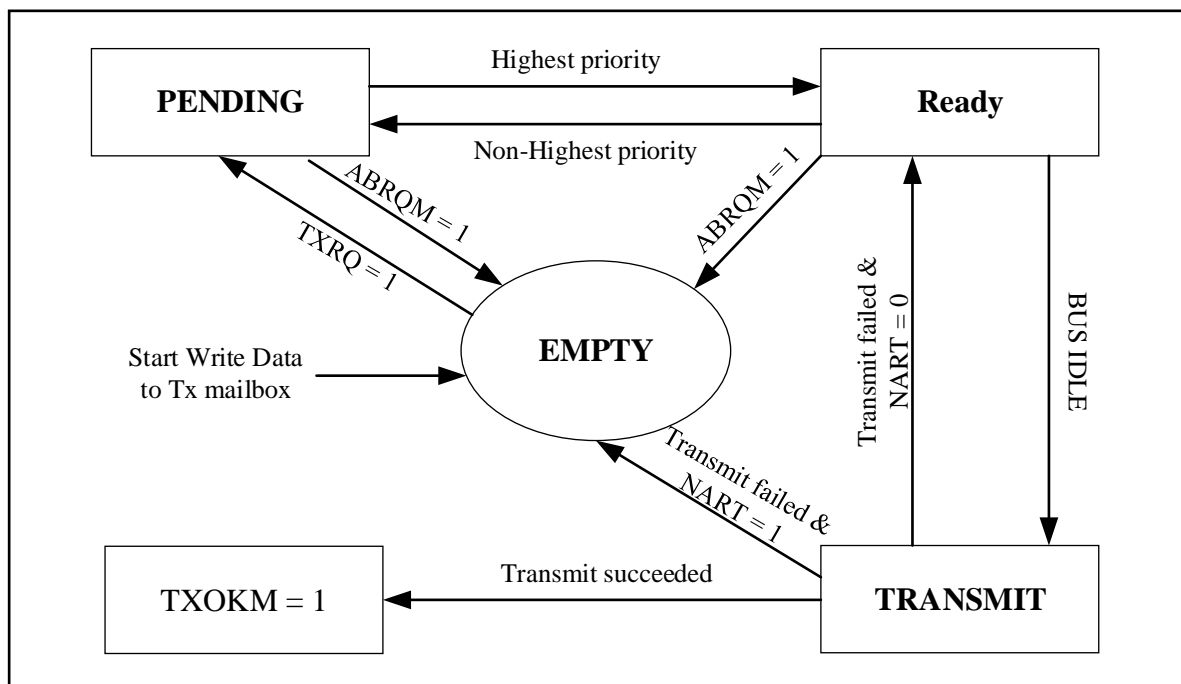 Highest priority
PENDING
Ready
Non-Highest priority
ABRQM = 1
TXRQ = 1
ABRQM = 1
Transmit failed &
NART = 0
BUS IDLE
EMPTY
Start Write Data
to Tx mailbox
Transmit failed &
NART = 1
Transmit succeeded
TXOKM = 1
TRANSMIT